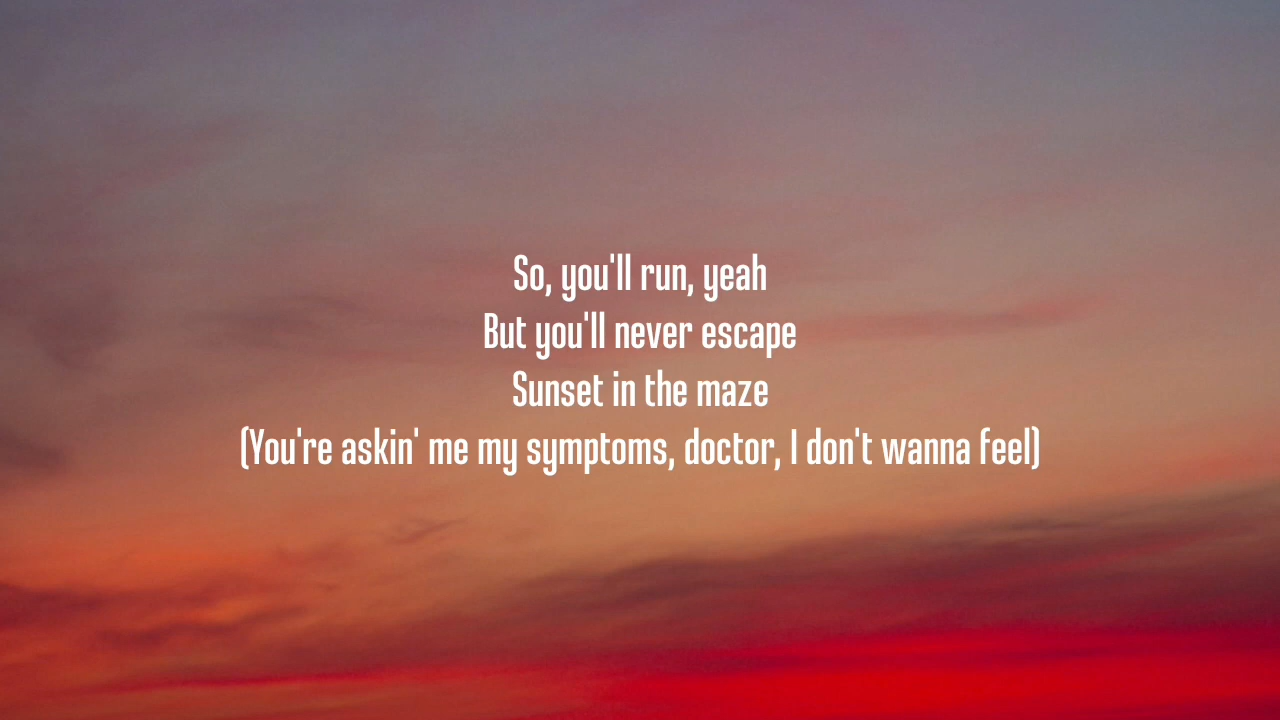 So, you'll run, yeah
But you'll never escape
Sunset in the maze
(You're askin' me my symptoms, doctor, I don't wanna feel)